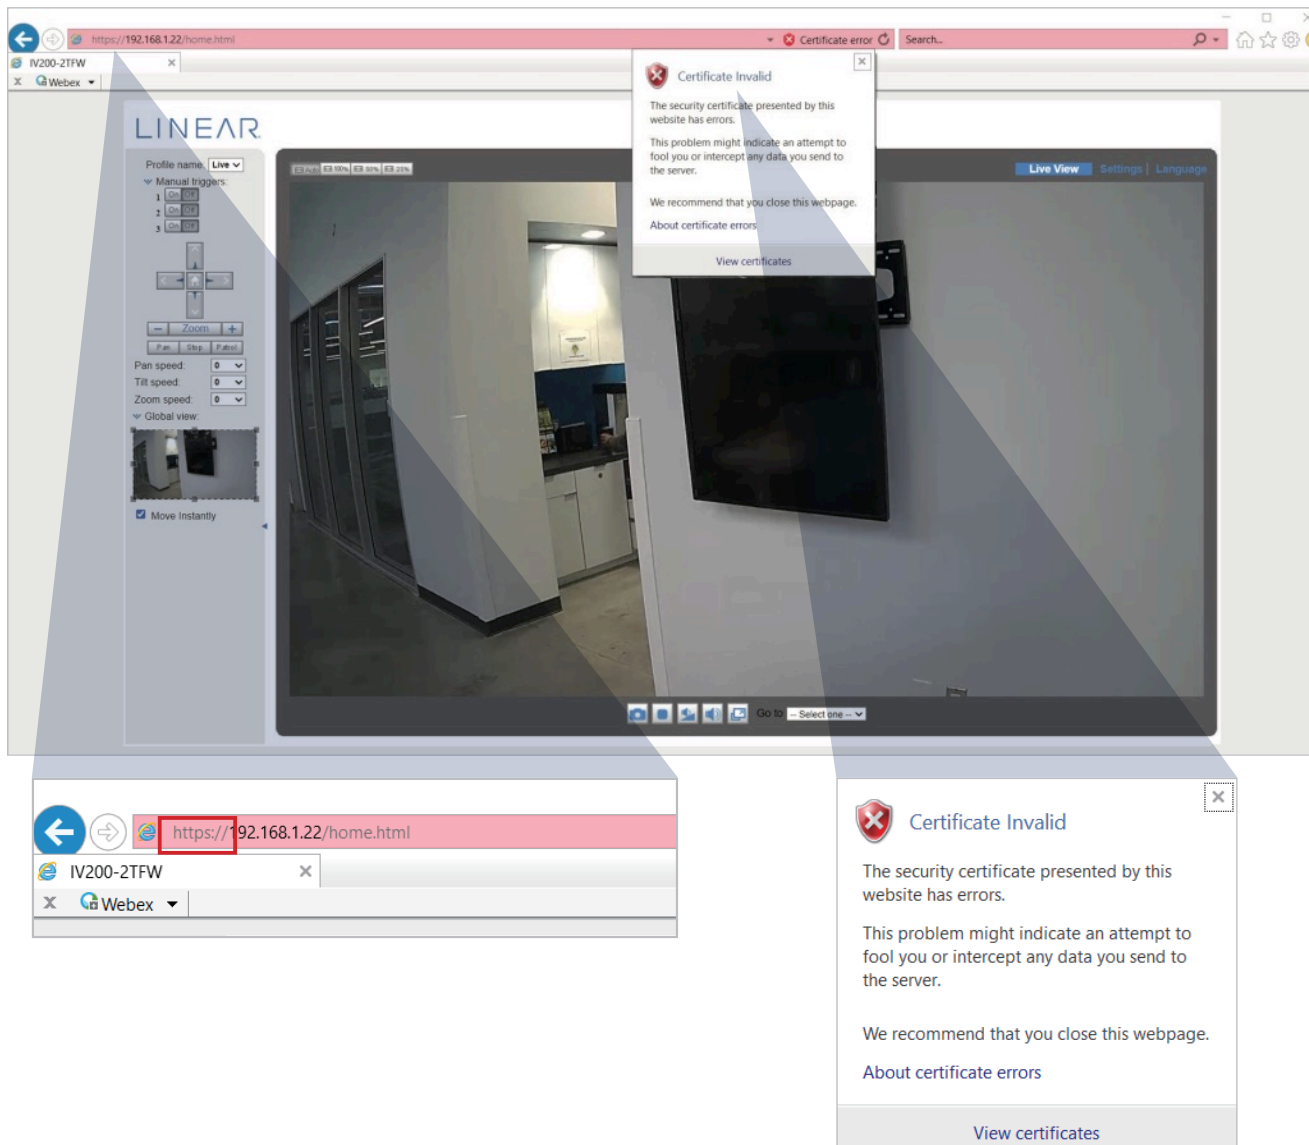 https://192.168.1.22/home.html
Certificate error
Search...
IV200-2TFW
Webex
LINEAR
Profile name: Live
Manual triggers:
1 On Off
2 On Off
3 On Off
Zoom
Pan Stop Patrol
Pan speed: 0
Tilt speed: 0
Zoom speed: 0
Global view:
Move Instantly
Auto 100% 50% 25%
Live View Settings | Language
Certificate Invalid
The security certificate presented by this
website has errors.
This problem might indicate an attempt to
fool you or intercept any data you send to
the server.
We recommend that you close this webpage.
About certificate errors
View certificates
Go to -- Select one --
https://192.168.1.22/home.html
IV200-2TFW
X Webex
Certificate Invalid
The security certificate presented by this
website has errors.
This problem might indicate an attempt to
fool you or intercept any data you send to
the server.
We recommend that you close this webpage.
About certificate errors
View certificates